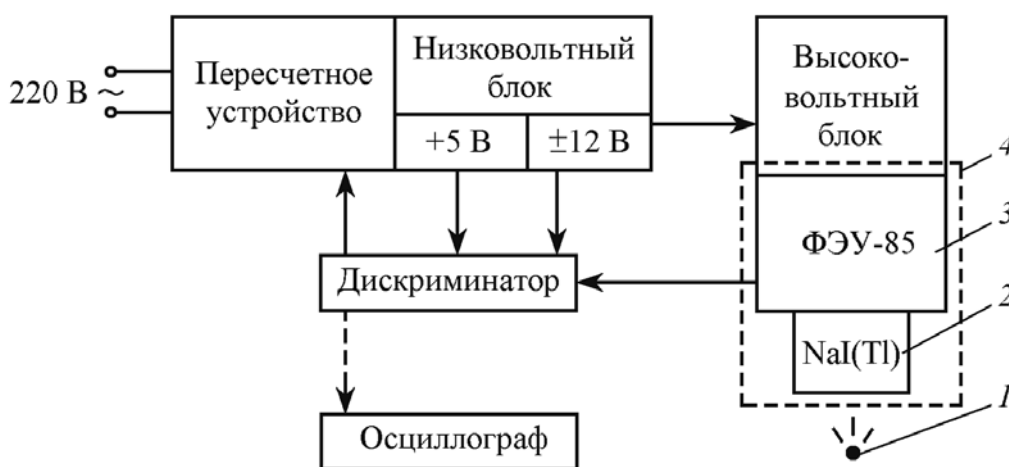 220 В ~
Пересчетное
устройство
Низковольтный
блок
+5 В
±12 В
Высоко-
вольтный
блок
4
ФЭУ-85
3
Дискриминатор
2
NaI(Tl)
1
Осциллограф